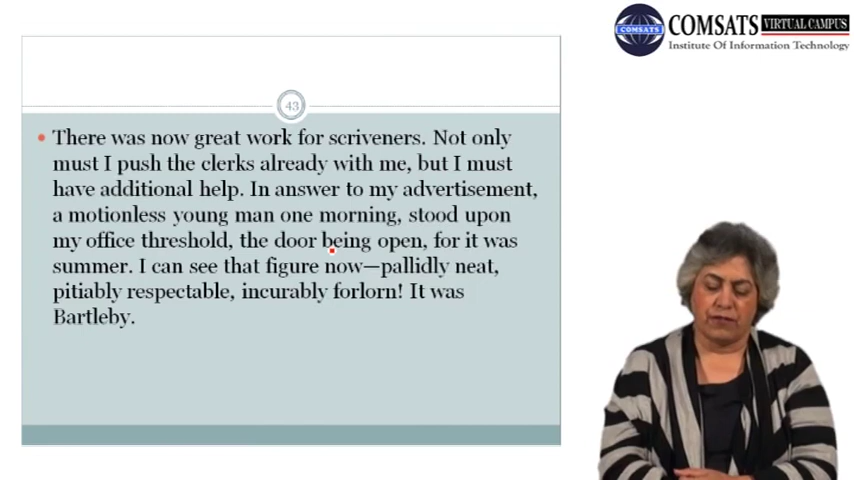 COMSATS VIRTUAL CAMPUS
COMSATS
Institute Of Information Technology
43
There was now great work for scriveners. Not only
must I push the clerks already with me, but I must
have additional help. In answer to my advertisement,
a motionless young man one morning, stood upon
my office threshold, the door being open, for it was
summer. I can see that figure now—pallidly neat,
pitiably respectable, incurably forlorn! It was
Bartleby.